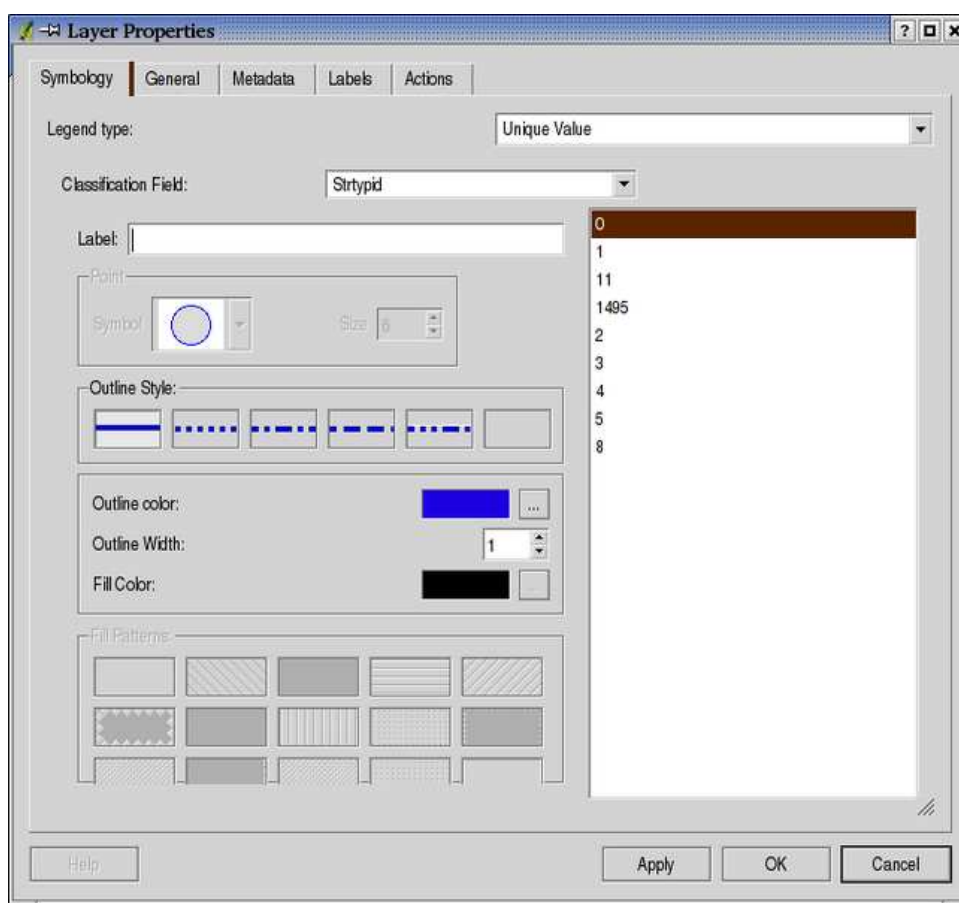 Layer Properties
Symbology General Metadata Labels Actions
Legend type: Unique Value
Classification Field: Strtypid
Label:
Point
Symbol Size 6
Outline Style:
Outline color: ...
Outline Width: 1
Fill Color:
Fill Patterns
0
1
11
1495
2
3
4
5
8
Help Apply OK Cancel